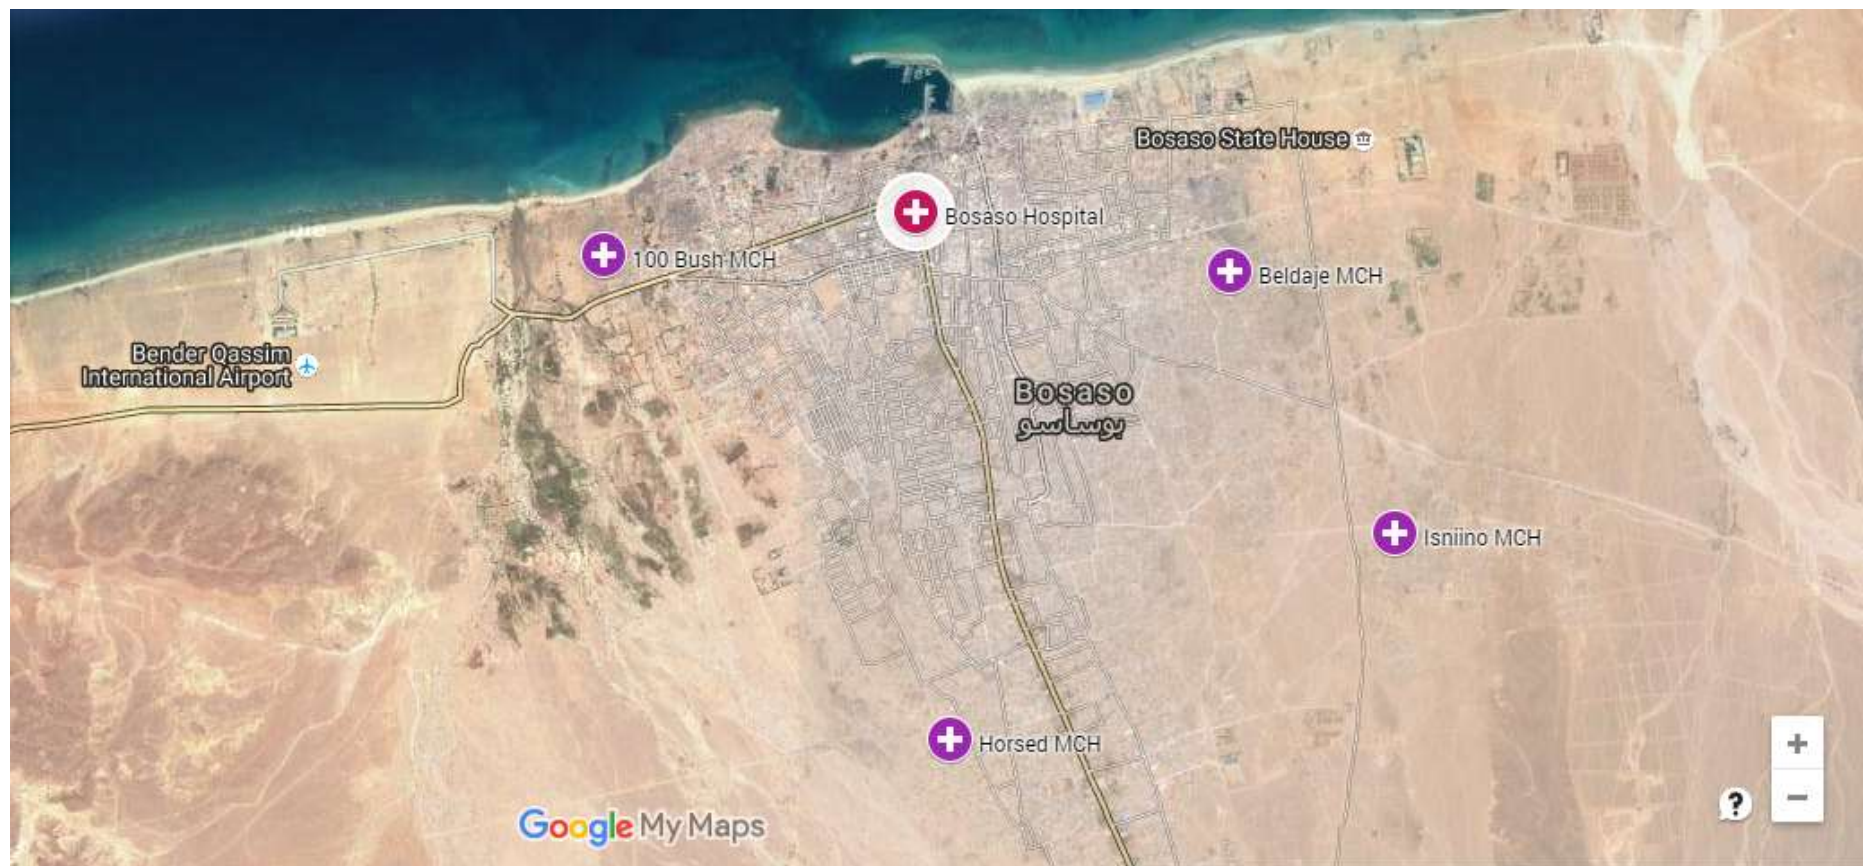 Bosaso State House
Bosaso Hospital
100 Bush MCH
Beldaje MCH
Bender Qassim
International Airport
Bosaso
بوساسو
Isniino MCH
Horsed MCH
Google My Maps
+
?
−